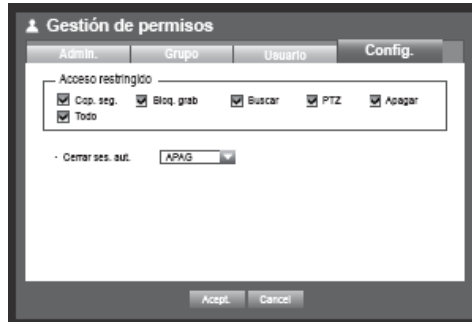 Gestión de permisos
Admin. Grupo Usuario Config.
Acceso restringido
Cop. seg. Bloq. grab Buscar PTZ Apagar
Todo
· Cerrar ses. aut. APAG
Acept. Cancel